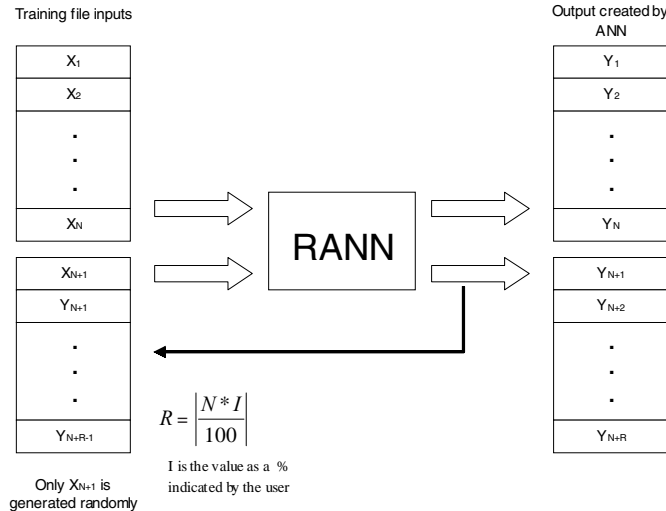 Training file inputs
X1
X2
.
.
.
XN
XN+1
YN+1
.
.
.
YN+R-1
Only XN+1 is
generated randomly
RANN
R = |N * I / 100|
I is the value as a %
indicated by the user
Output created by
ANN
Y1
Y2
.
.
.
YN
YN+1
YN+2
.
.
.
YN+R